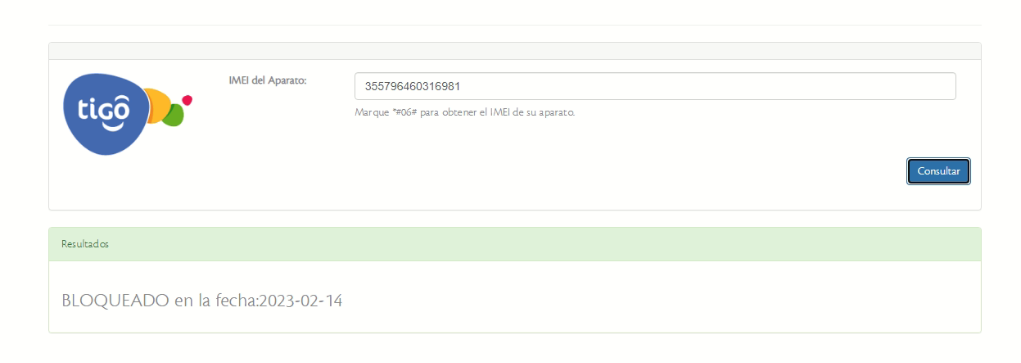 tigô
IMEI del Aparato:
355796460316981
Marque *#06# para obtener el IMEI de su aparato.
Consultar
Resultados
BLOQUEADO en la fecha:2023-02-14